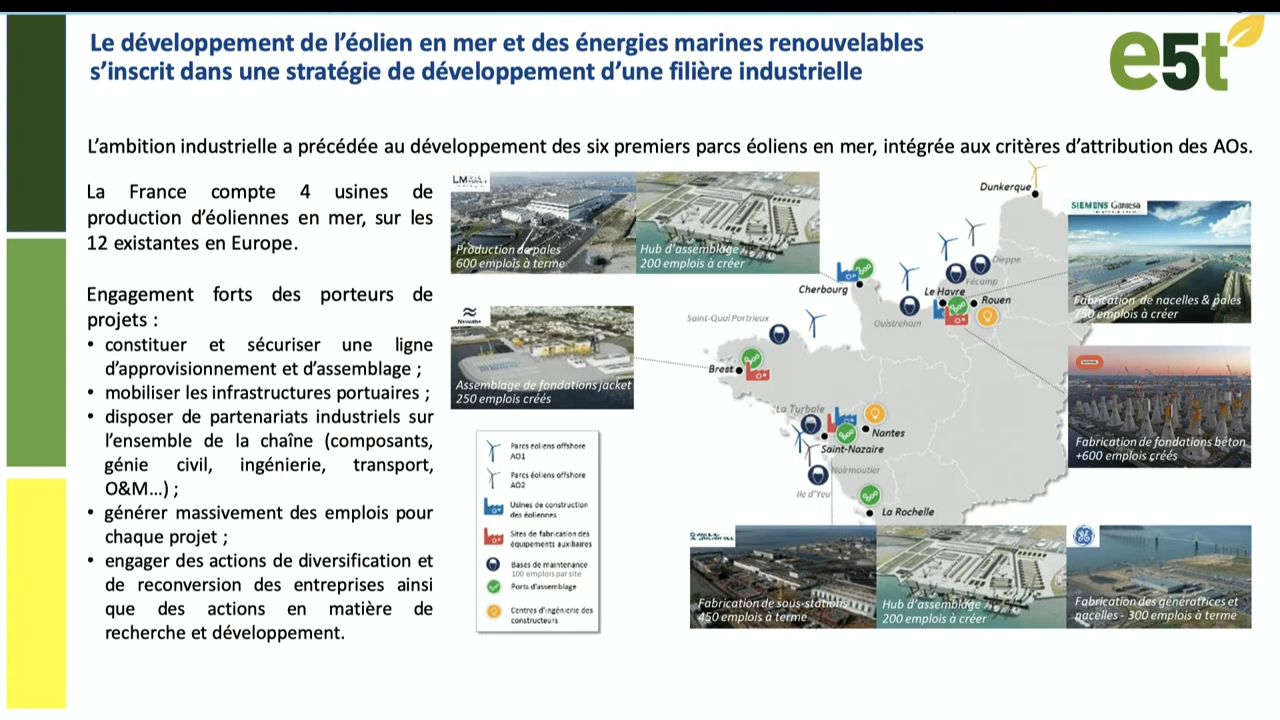 Le développement de l'éolien en mer et des énergies marines renouvelables
s'inscrit dans une stratégie de développement d'une filière industrielle
e5t
L'ambition industrielle a précédée au développement des six premiers parcs éoliens en mer, intégrée aux critères d'attribution des AOs.
La France compte 4 usines de
production d'éoliennes en mer, sur les
12 existantes en Europe.
Engagement forts des porteurs de
projets :
• constituer et sécuriser une ligne
d'approvisionnement et d'assemblage ;
• mobiliser les infrastructures portuaires ;
• disposer de partenariats industriels sur
l'ensemble de la chaîne (composants,
génie civil, ingénierie, transport,
O&M…) ;
• générer massivement des emplois pour
chaque projet ;
• engager des actions de diversification et
de reconversion des entreprises ainsi
que des actions en matière de
recherche et développement.
LM
Production de pales
600 emplois à terme
Hub d'assemblage
200 emplois à créer
Assemblage de fondations jacket
250 emplois créés
Parcs éoliens offshore
AO1
Parcs éoliens offshore
AO2
Usines de construction
des éoliennes
Sites de fabrication des
équipements auxiliaires
Bases de maintenance
100 emplois par site
Ports d'assemblage
Centres d'ingénierie des
constructeurs
Dunkerque
Dieppe
Fécamp
Cherbourg
Le Havre
Rouen
Ouistreham
Saint-Quai Portrieux
Brest
La Turballe
Nantes
Saint-Nazaire
Noirmoutier
Ile d'Yeu
La Rochelle
SIEMENS Gamesa
Fabrication de nacelles & pales
750 emplois à créer
Fabrication de fondations béton
+600 emplois créés
Fabrication de sous-stations
450 emplois à terme
Hub d'assemblage
200 emplois à créer
Fabrication des génératrices et
nacelles - 300 emplois à terme